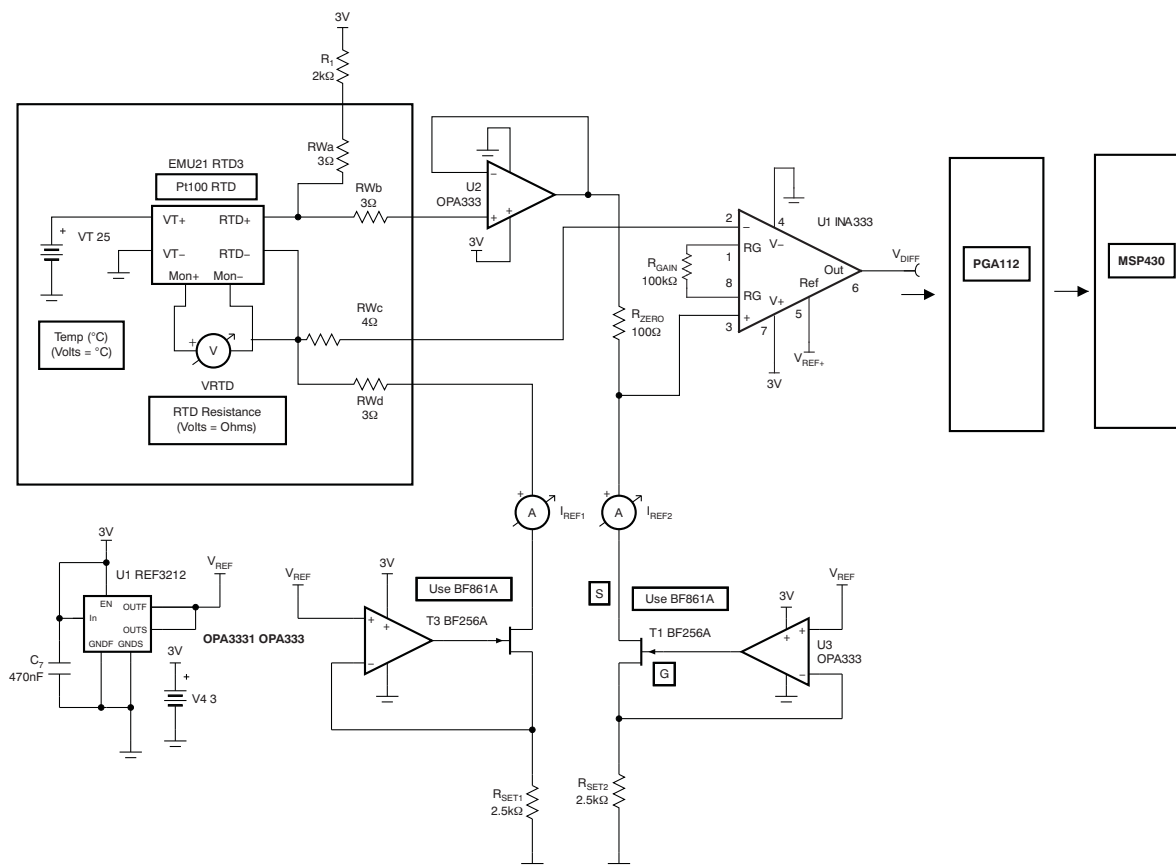 3V
R1
2kΩ
RWa
3Ω
EMU21 RTD3
Pt100 RTD
VT+
RTD+
VT−
RTD−
Mon+
Mon−
+
VT 25
RWb
3Ω
U2
OPA333
−
+
+
3V
Temp (°C)
(Volts = °C)
+
V
VRTD
RTD Resistance
(Volts = Ohms)
RWc
4Ω
RWd
3Ω
RZERO
100Ω
RGAIN
100kΩ
2
−
4
V−
RG
1
8
RG
+
3
V+
7
Ref
5
Out
6
U1 INA333
VDIFF
VREF+
3V
PGA112
MSP430
+
A
IREF1
+
A
IREF2
3V
U1 REF3212
VREF
EN
In
OUTF
OUTS
GNDF
GNDS
C7
470nF
OPA3331 OPA333
3V
+
V4 3
VREF
3V
+
+
−
Use BF861A
T3 BF256A
S
Use BF861A
T1 BF256A
G
VREF
3V
+
+
−
U3
OPA333
RSET1
2.5kΩ
RSET2
2.5kΩ